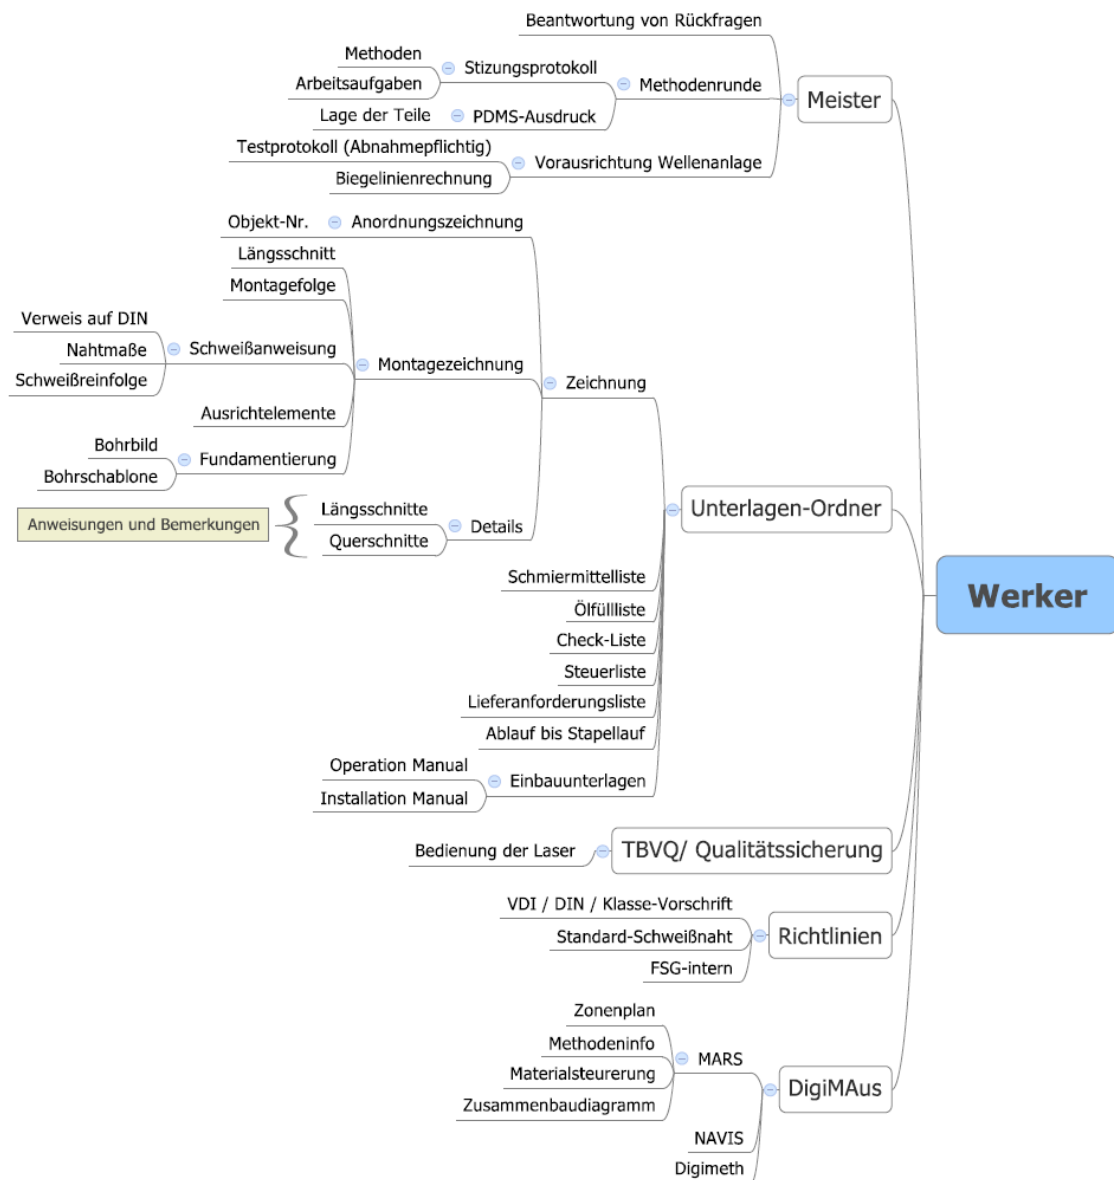 Beantwortung von Rückfragen
Methoden
Arbeitsaufgaben
Stizungsprotokoll
Lage der Teile
PDMS-Ausdruck
Methodenrunde
Testprotokoll (Abnahmepflichtig)
Biegelinienrechnung
Vorausrichtung Wellenanlage
Meister
Objekt-Nr.
Anordnungszeichnung
Längsschnitt
Montagefolge
Verweis auf DIN
Nahtmaße
Schweißreinfolge
Schweißanweisung
Ausrichtelemente
Bohrbild
Bohrschablone
Fundamentierung
Montagezeichnung
Anweisungen und Bemerkungen
Längsschnitte
Querschnitte
Details
Zeichnung
Schmiermittelliste
Ölfüllliste
Check-Liste
Steuerliste
Lieferanforderungsliste
Ablauf bis Stapellauf
Operation Manual
Installation Manual
Einbauunterlagen
Unterlagen-Ordner
Werker
Bedienung der Laser
TBVQ/ Qualitätssicherung
VDI / DIN / Klasse-Vorschrift
Standard-Schweißnaht
FSG-intern
Richtlinien
Zonenplan
Methodeninfo
Materialsteurerung
Zusammenbaudiagramm
MARS
NAVIS
Digimeth
DigiMAus